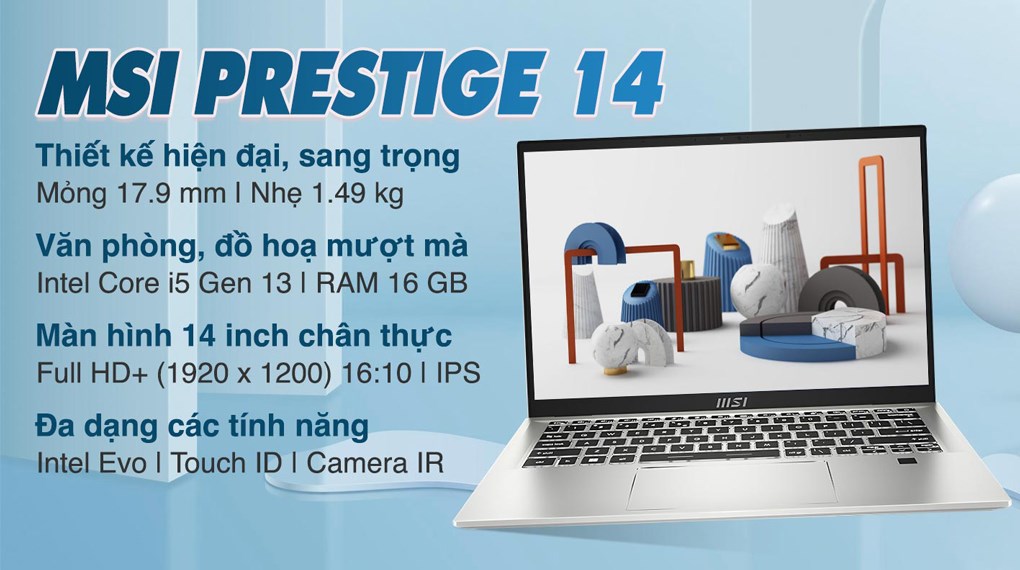 MSI PRESTIGE 14
Thiết kế hiện đại, sang trọng
Mỏng 17.9 mm | Nhẹ 1.49 kg
Văn phòng, đồ hoạ mượt mà
Intel Core i5 Gen 13 | RAM 16 GB
Màn hình 14 inch chân thực
Full HD+ (1920 x 1200) 16:10 | IPS
Đa dạng các tính năng
Intel Evo | Touch ID | Camera IR
msi